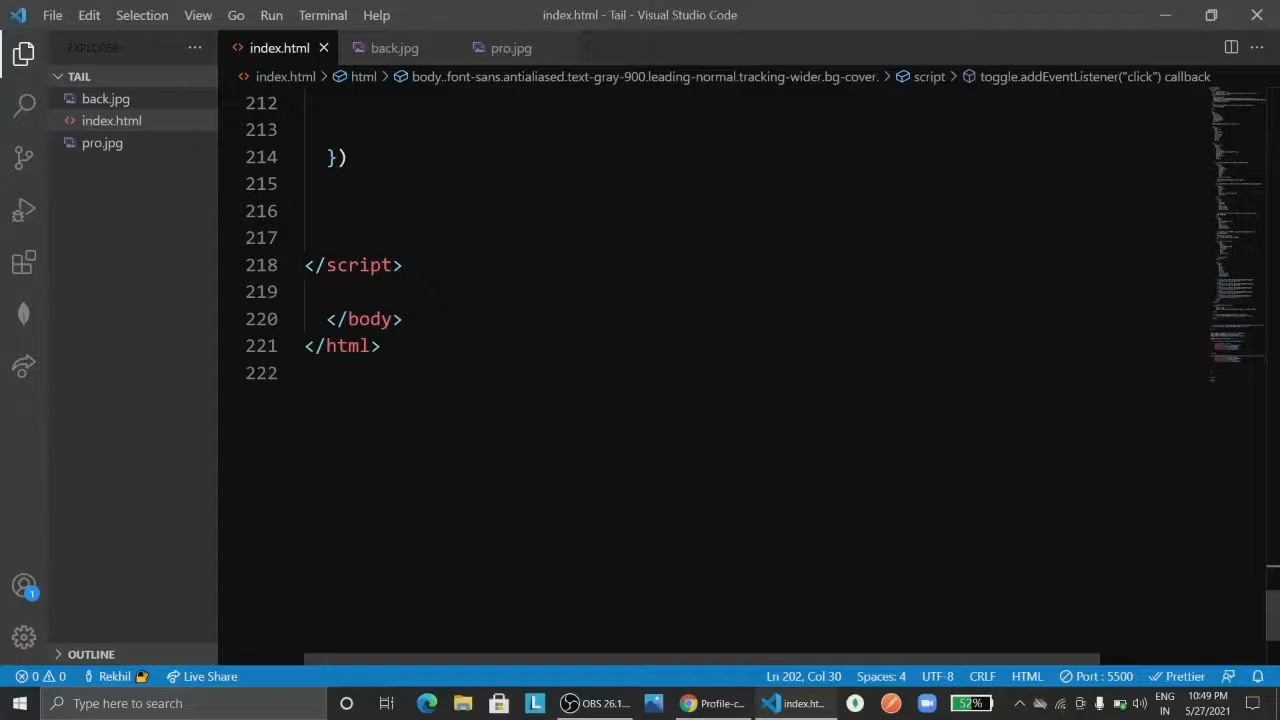 File Edit Selection View Go Run Terminal Help
index.html - Tail - Visual Studio Code
EXPLORER
index.html
back.jpg
pro.jpg
TAIL
back.jpg
index.html
pro.jpg
index.html > html > body..font-sans.antialiased.text-gray-900.leading-normal.tracking-wider.bg-cover. > script > toggle.addEventListener("click") callback
212
213
214 })
215
216
217
218 </script>
219
220 </body>
221 </html>
222
1
OUTLINE
0 0 Rekhil Live Share
Ln 202, Col 30 Spaces: 4 UTF-8 CRLF HTML Port : 5500 Prettier
Type here to search
L
OBS 26.1...
Profile-c...
index.ht...
52%
ENG
IN
10:49 PM
5/27/2021